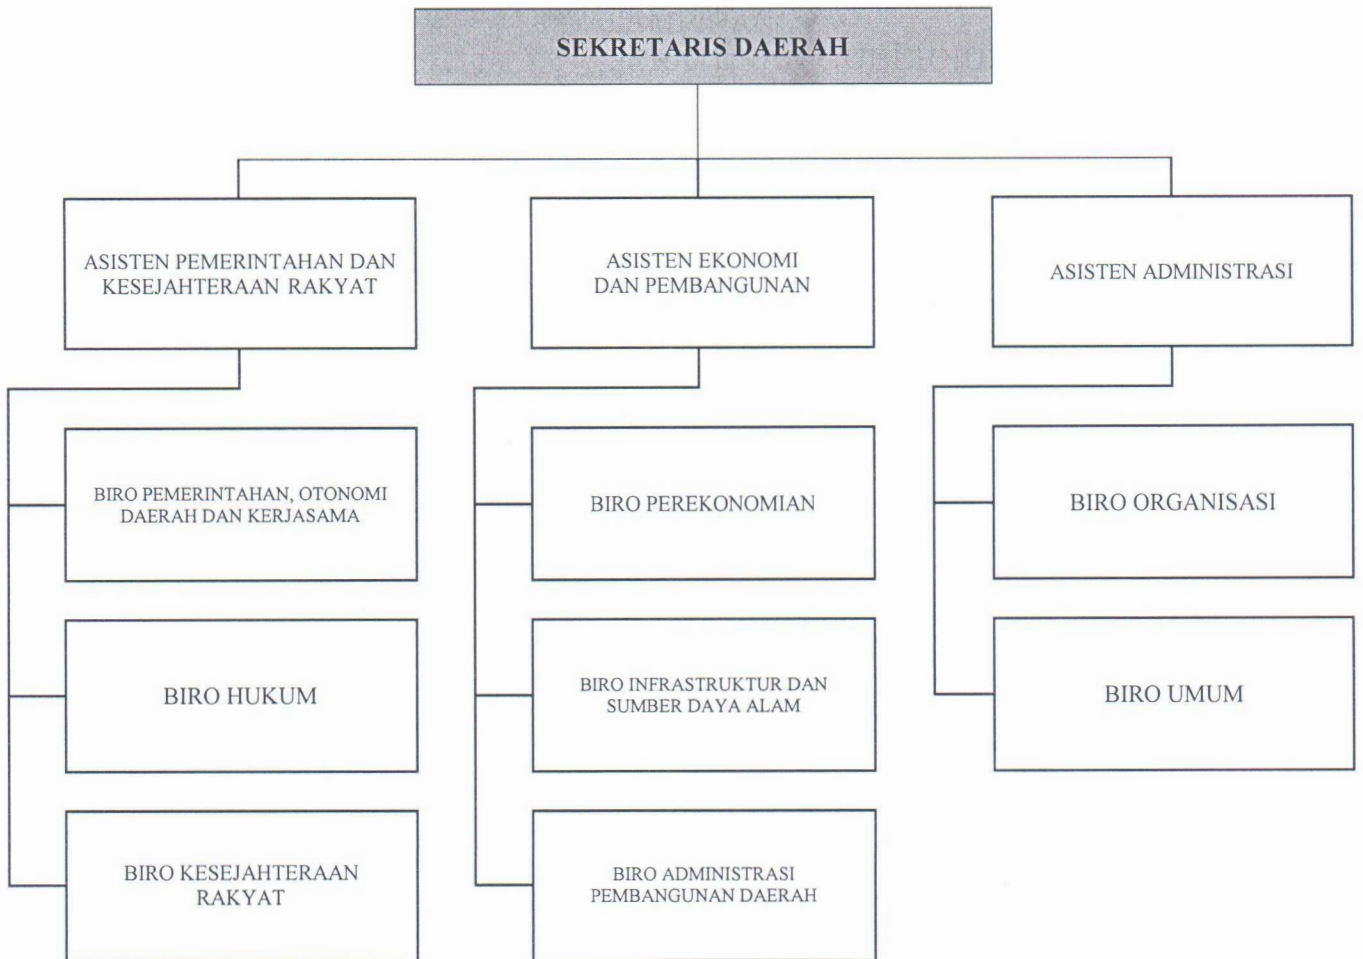 SEKRETARIS DAERAH
ASISTEN PEMERINTAHAN DAN
KESEJAHTERAAN RAKYAT
ASISTEN EKONOMI
DAN PEMBANGUNAN
ASISTEN ADMINISTRASI
BIRO PEMERINTAHAN, OTONOMI
DAERAH DAN KERJASAMA
BIRO PEREKONOMIAN
BIRO ORGANISASI
BIRO HUKUM
BIRO INFRASTRUKTUR DAN
SUMBER DAYA ALAM
BIRO UMUM
BIRO KESEJAHTERAAN
RAKYAT
BIRO ADMINISTRASI
PEMBANGUNAN DAERAH